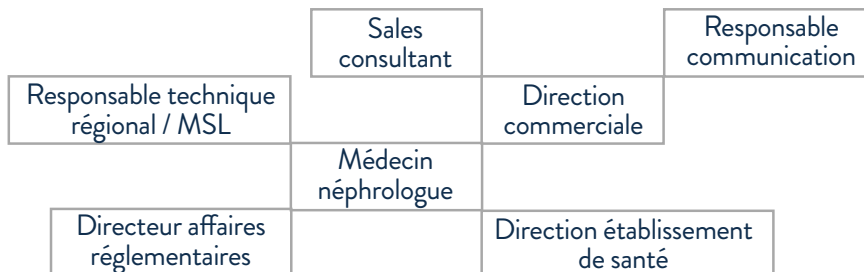 Sales
consultant
Responsable
communication
Responsable technique
régional / MSL
Direction
commerciale
Médecin
néphrologue
Directeur affaires
réglementaires
Direction établissement
de santé